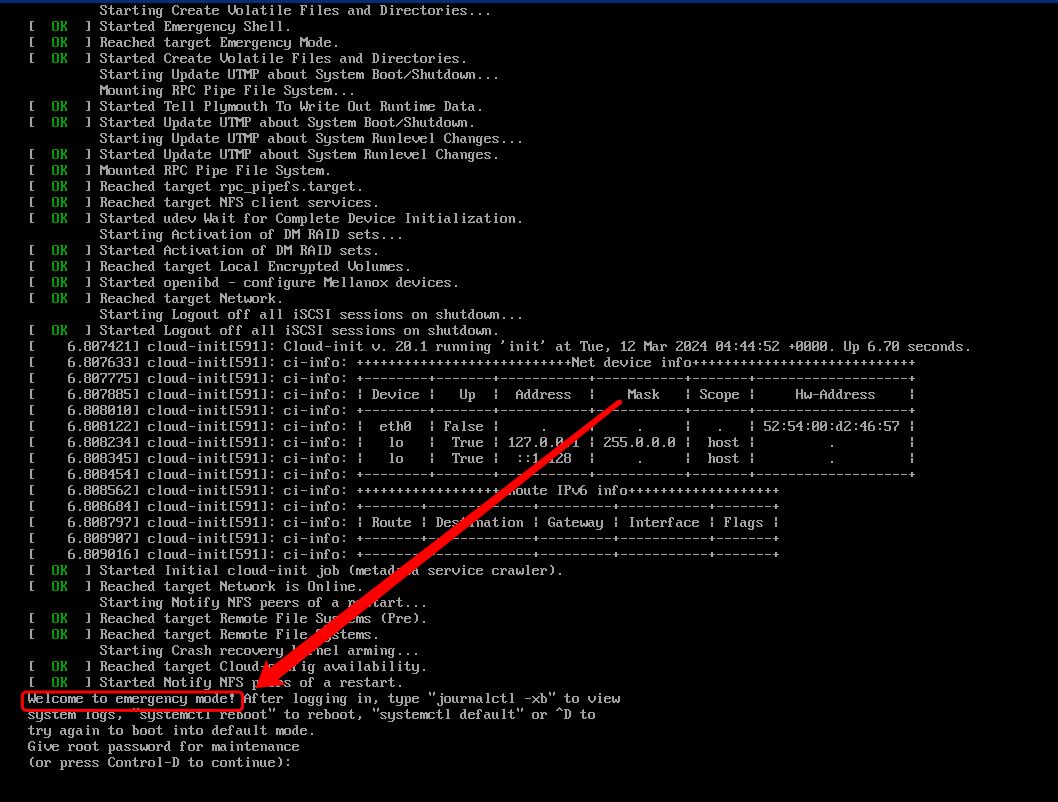 Starting Create Volatile Files and Directories...
[ OK ] Started Emergency Shell.
[ OK ] Reached target Emergency Mode.
[ OK ] Started Create Volatile Files and Directories.
Starting Update UTMP about System Boot/Shutdown...
Mounting RPC Pipe File System...
[ OK ] Started Tell Plymouth To Write Out Runtime Data.
[ OK ] Started Update UTMP about System Boot/Shutdown.
Starting Update UTMP about System Runlevel Changes...
[ OK ] Started Update UTMP about System Runlevel Changes.
[ OK ] Mounted RPC Pipe File System.
[ OK ] Reached target rpc_pipefs.target.
[ OK ] Reached target NFS client services.
[ OK ] Started udev Wait for Complete Device Initialization.
Starting Activation of DM RAID sets...
[ OK ] Started Activation of DM RAID sets.
[ OK ] Reached target Local Encrypted Volumes.
[ OK ] Started openibd - configure Mellanox devices.
[ OK ] Reached target Network.
Starting Logout off all iSCSI sessions on shutdown...
[ OK ] Started Logout off all iSCSI sessions on shutdown.
[ 6.807421] cloud-init[591]: Cloud-init v. 20.1 running 'init' at Tue, 12 Mar 2024 04:44:52 +0000. Up 6.70 seconds.
[ 6.807633] cloud-init[591]: ci-info: +++++++++++++++++++++++++++Net device info++++++++++++++++++++++++++++
[ 6.807775] cloud-init[591]: ci-info: +--------+-------+-----------+-----------+-------+-------------------+
[ 6.807885] cloud-init[591]: ci-info: | Device | Up | Address | Mask | Scope | Hw-Address |
[ 6.808010] cloud-init[591]: ci-info: +--------+-------+-----------+-----------+-------+-------------------+
[ 6.808122] cloud-init[591]: ci-info: | eth0 | False | . | . | . | 52:54:00:d2:46:57 |
[ 6.808234] cloud-init[591]: ci-info: | lo | True | 127.0.0.1 | 255.0.0.0 | host | . |
[ 6.808345] cloud-init[591]: ci-info: | lo | True | ::1/128 | . | host | . |
[ 6.808454] cloud-init[591]: ci-info: +--------+-------+-----------+-----------+-------+-------------------+
[ 6.808562] cloud-init[591]: ci-info: +++++++++++++++++++Route IPv6 info+++++++++++++++++++
[ 6.808684] cloud-init[591]: ci-info: +-------+-------------+---------+-----------+-------+
[ 6.808797] cloud-init[591]: ci-info: | Route | Destination | Gateway | Interface | Flags |
[ 6.808907] cloud-init[591]: ci-info: +-------+-------------+---------+-----------+-------+
[ 6.809016] cloud-init[591]: ci-info: +-------+-------------+---------+-----------+-------+
[ OK ] Started Initial cloud-init job (metadata service crawler).
[ OK ] Reached target Network is Online.
Starting Notify NFS peers of a restart...
[ OK ] Reached target Remote File Systems (Pre).
[ OK ] Reached target Remote File Systems.
Starting Crash recovery kernel arming...
[ OK ] Reached target Cloud-config availability.
[ OK ] Started Notify NFS peers of a restart.
Welcome to emergency mode! After logging in, type "journalctl -xb" to view
system logs, "systemctl reboot" to reboot, "systemctl default" or ^D to
try again to boot into default mode.
Give root password for maintenance
(or press Control-D to continue):